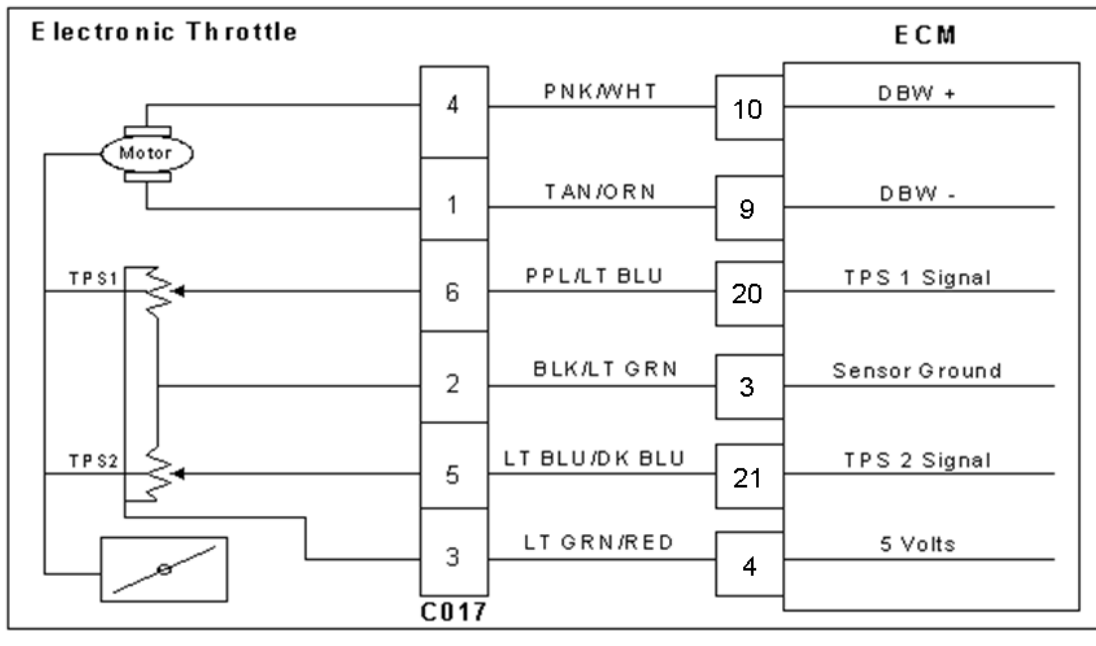 Electronic Throttle
ECM
4
PNK/WHT
10
DBW +
Motor
1
TAN/ORN
9
DBW -
TPS1
6
PPL/LT BLU
20
TPS 1 Signal
2
BLK/LT GRN
3
Sensor Ground
TPS2
5
LT BLU/DK BLU
21
TPS 2 Signal
3
LT GRN/RED
4
5 Volts
C017